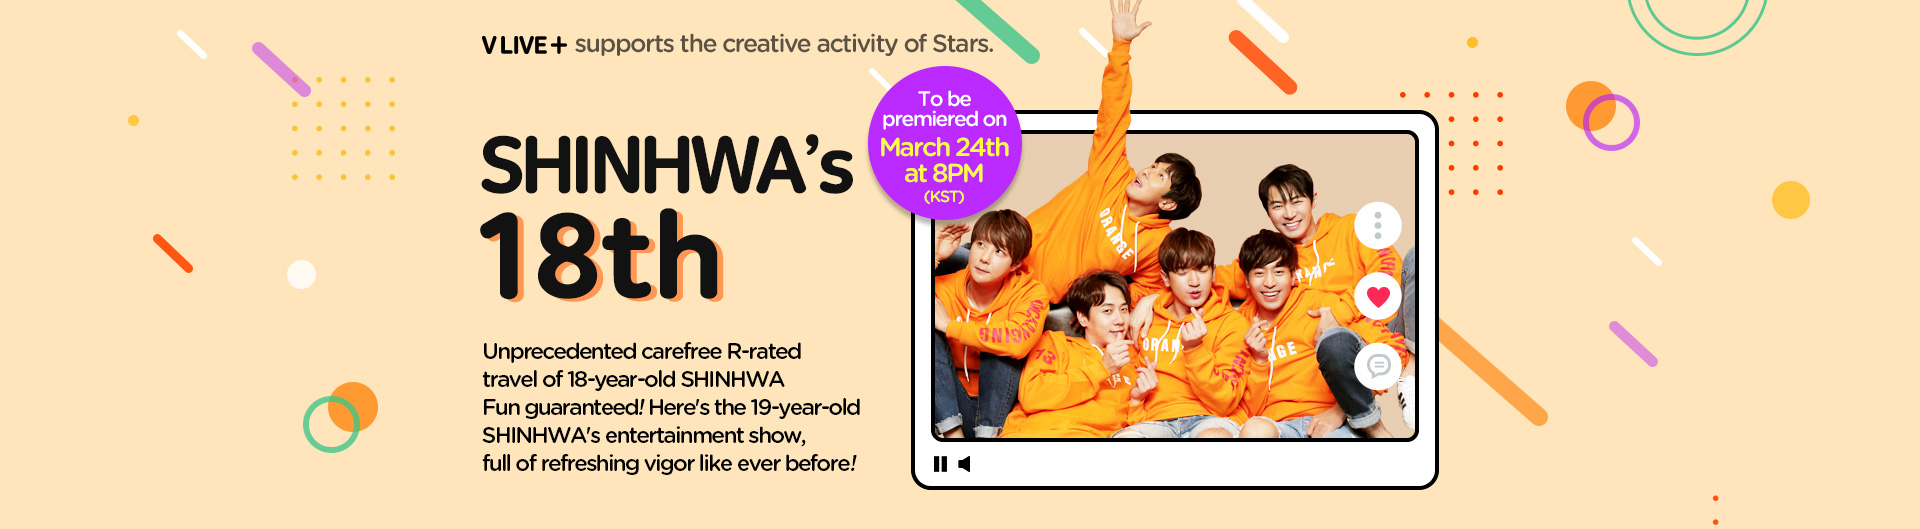 V LIVE+ supports the creative activity of Stars.
To be
premiered on
March 24th
at 8PM
(KST)
SHINHWA's
18th
Unprecedented carefree R-rated
travel of 18-year-old SHINHWA
Fun guaranteed! Here's the 19-year-old
SHINHWA's entertainment show,
full of refreshing vigor like ever before!
ORANGE